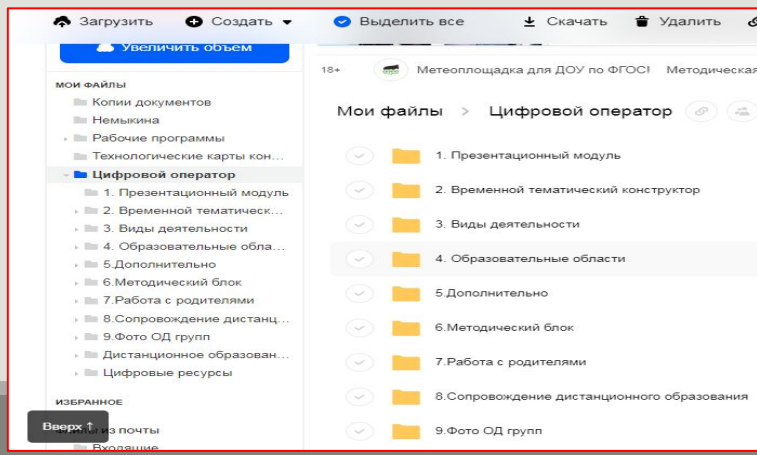 Загрузить Создать Выделить все Скачать Удалить
Увеличить объём
МОИ ФАЙЛЫ
Копии документов
Немыкина
Рабочие программы
Технологические карты кон...
Цифровой оператор
1. Презентационный модуль
2. Временной тематическ...
3. Виды деятельности
4. Образовательные обла...
5.Дополнительно
6.Методический блок
7.Работа с родителями
8.Сопровождение дистанц...
9.Фото ОД групп
Дистанционное образован...
Цифровые ресурсы
ИЗБРАННОЕ
Вверх ↑
ИЗ ПОЧТЫ
Входящие
18+ Метеоплощадка для ДОУ по ФГОС! Методическая
Мои файлы > Цифровой оператор
1. Презентационный модуль
2. Временной тематический конструктор
3. Виды деятельности
4. Образовательные области
5.Дополнительно
6.Методический блок
7.Работа с родителями
8.Сопровождение дистанционного образования
9.Фото ОД групп